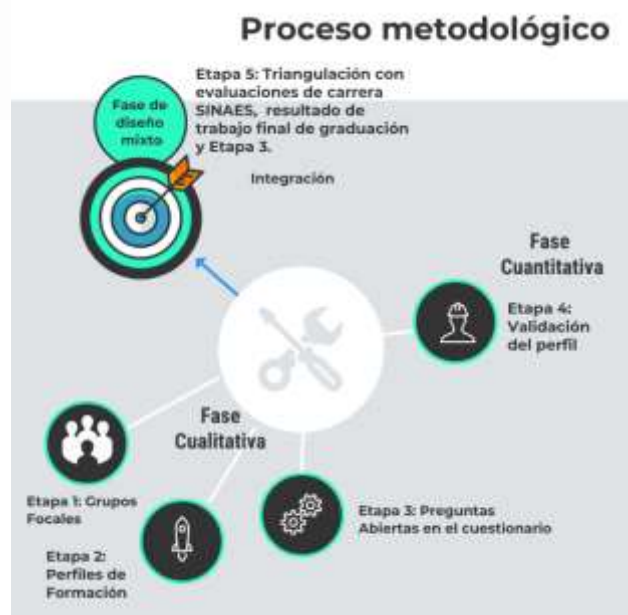 Proceso metodológico
Etapa 5: Triangulación con
evaluaciones de carrera
SINAES, resultado de
trabajo final de graduación
y Etapa 3.
Fase de
diseño
mixto
Integración
Fase
Cuantitativa
Etapa 4:
Validación
del perfil
Fase
Cualitativa
Etapa 1: Grupos
Focales
Etapa 2:
Perfiles de
Formación
Etapa 3: Preguntas
Abiertas en el cuestionario